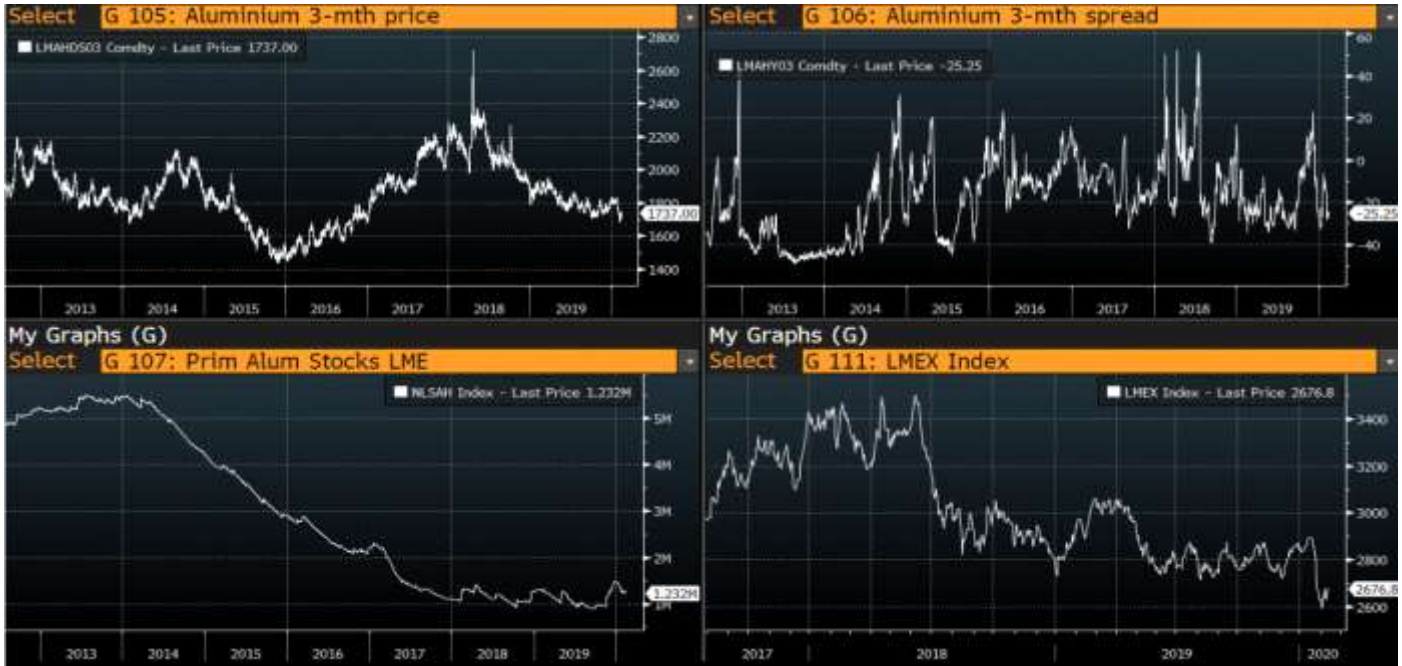 Select G 105: Aluminium 3-mth price
LMAHDS03 Comdty - Last Price 1737.00
2800
2600
2400
2200
2000
1800
1737.00
1600
1400
2013 2014 2015 2016 2017 2018 2019
Select G 106: Aluminium 3-mth spread
LMAHY03 Comdty - Last Price -25.25
60
40
20
0
-20
-25.25
-40
2013 2014 2015 2016 2017 2018 2019
My Graphs (G)
Select G 107: Prim Alum Stocks LME
NLSAH Index - Last Price 1.232M
5M
4M
3M
2M
1.232M
1M
2013 2014 2015 2016 2017 2018 2019
My Graphs (G)
Select G 111: LMEX Index
LMEX Index - Last Price 2676.8
3400
3200
3000
2800
2676.8
2600
2017 2018 2019 2020